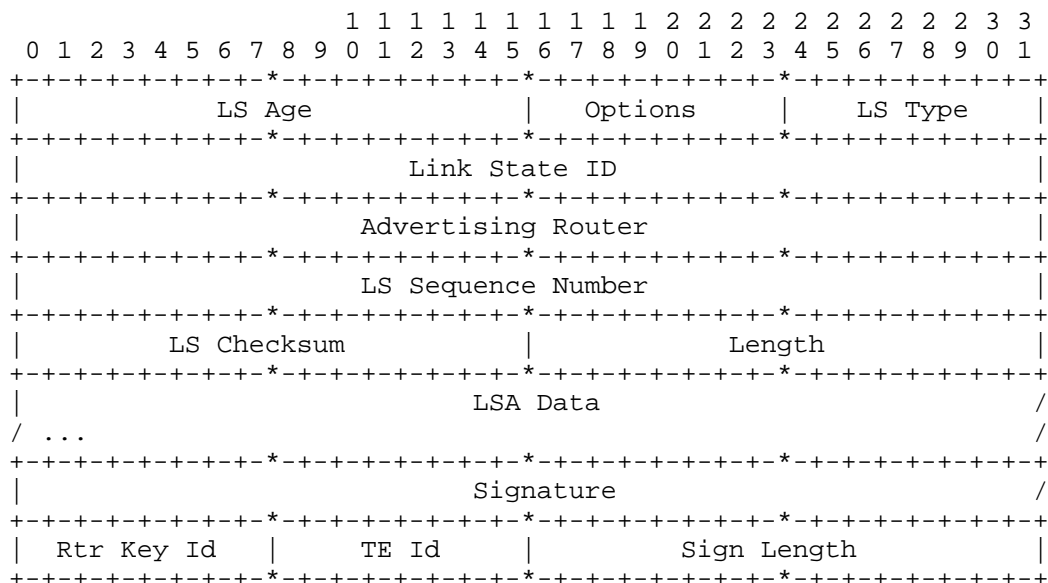 1 1 1 1 1 1 1 1 1 1 2 2 2 2 2 2 2 2 2 2 3 3
 0 1 2 3 4 5 6 7 8 9 0 1 2 3 4 5 6 7 8 9 0 1 2 3 4 5 6 7 8 9 0 1
+-+-+-+-+-+-+-+-*-+-+-+-+-+-+-+-*-+-+-+-+-+-+-+-*-+-+-+-+-+-+-+-+
|            LS Age             |   Options     |    LS Type    |
+-+-+-+-+-+-+-+-*-+-+-+-+-+-+-+-*-+-+-+-+-+-+-+-*-+-+-+-+-+-+-+-+
|                        Link State ID                          |
+-+-+-+-+-+-+-+-*-+-+-+-+-+-+-+-*-+-+-+-+-+-+-+-*-+-+-+-+-+-+-+-+
|                     Advertising Router                        |
+-+-+-+-+-+-+-+-*-+-+-+-+-+-+-+-*-+-+-+-+-+-+-+-*-+-+-+-+-+-+-+-+
|                     LS Sequence Number                        |
+-+-+-+-+-+-+-+-*-+-+-+-+-+-+-+-*-+-+-+-+-+-+-+-*-+-+-+-+-+-+-+-+
|         LS Checksum           |            Length             |
+-+-+-+-+-+-+-+-*-+-+-+-+-+-+-+-*-+-+-+-+-+-+-+-*-+-+-+-+-+-+-+-+
|                            LSA Data                           /
/ ...                                                           /
+-+-+-+-+-+-+-+-*-+-+-+-+-+-+-+-*-+-+-+-+-+-+-+-*-+-+-+-+-+-+-+-+
|                            Signature                          /
+-+-+-+-+-+-+-+-*-+-+-+-+-+-+-+-*-+-+-+-+-+-+-+-*-+-+-+-+-+-+-+-+
|  Rtr Key Id   |     TE Id     |         Sign Length           |
+-+-+-+-+-+-+-+-*-+-+-+-+-+-+-+-*-+-+-+-+-+-+-+-*-+-+-+-+-+-+-+-+